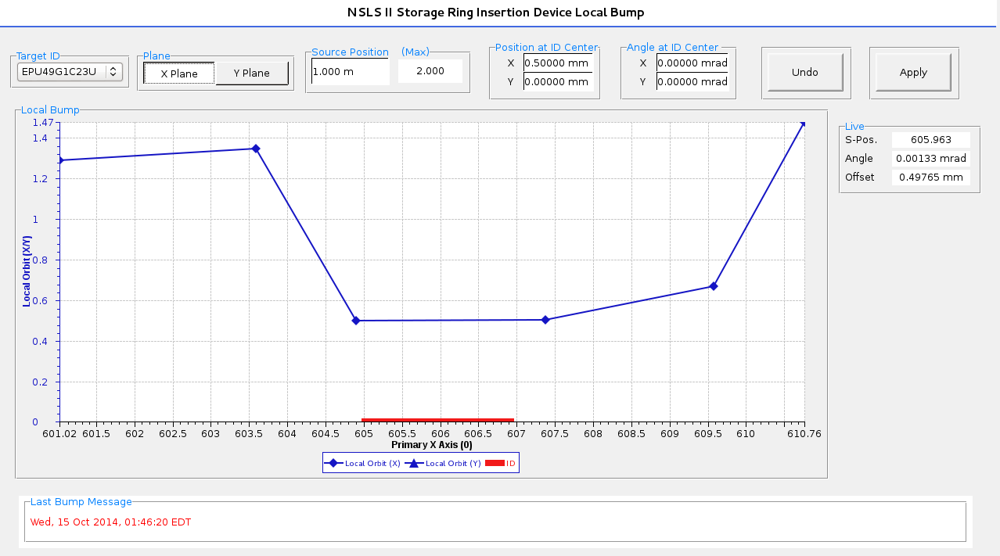 NSLS II Storage Ring Insertion Device Local Bump
Target ID
EPU49G1C23U
Plane
X Plane
Y Plane
Source Position
(Max)
1.000 m
2.000
Position at ID Center
X 0.50000 mm
Y 0.00000 mm
Angle at ID Center
X 0.00000 mrad
Y 0.00000 mrad
Undo
Apply
Local Bump
1.47
1.4
1.2
1
0.8
0.6
0.4
0.2
0
Local Orbit (X/Y)
601.02 601.5 602 602.5 603 603.5 604 604.5 605 605.5 606 606.5 607 607.5 608 608.5 609 609.5 610 610.76
Primary X Axis (0)
Local Orbit (X) Local Orbit (Y) ID
Live
S-Pos. 605.963
Angle 0.00133 mrad
Offset 0.49765 mm
Last Bump Message
Wed, 15 Oct 2014, 01:46:20 EDT